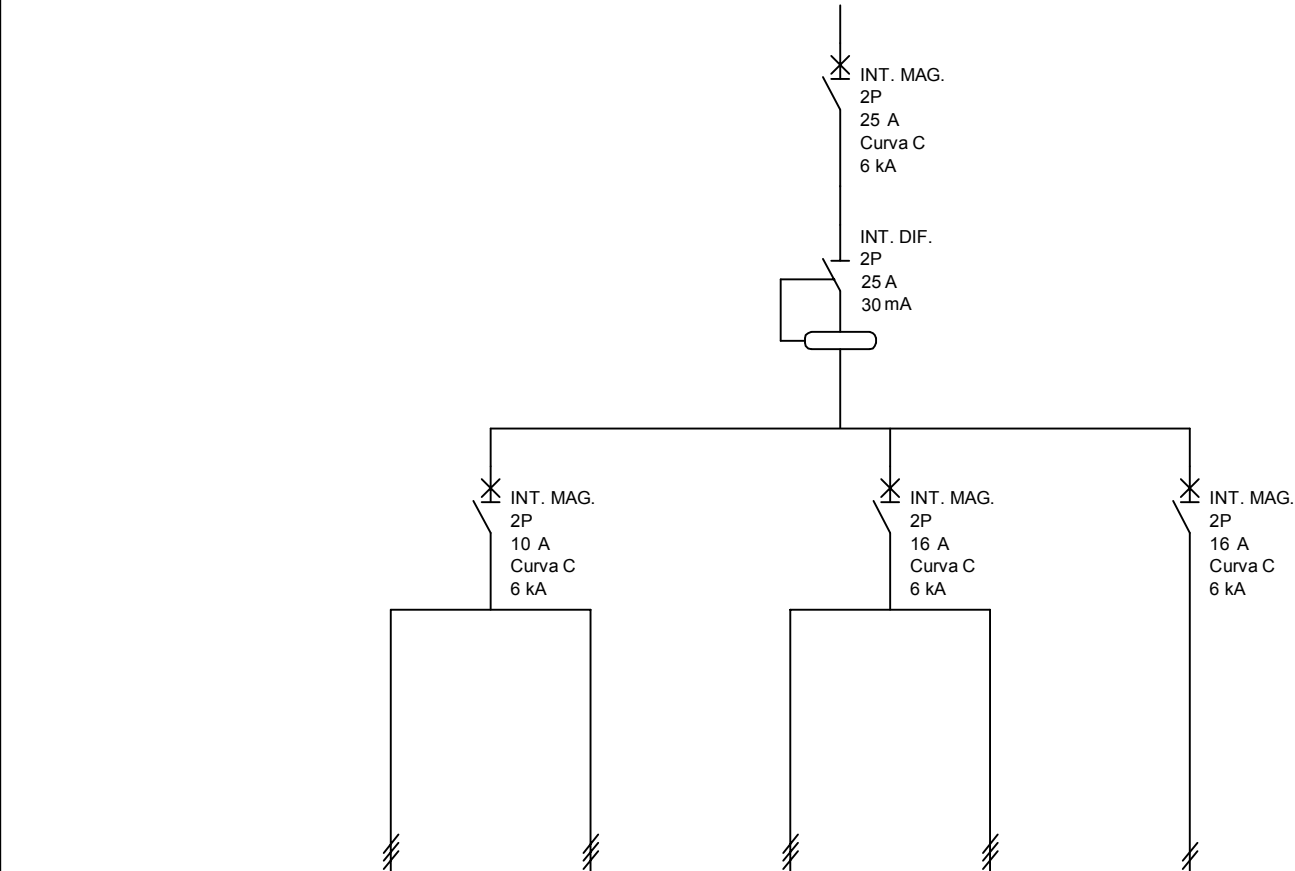 INT. MAG.
2P
25 A
Curva C
6 kA
INT. DIF.
2P
25 A
30 mA
INT. MAG.
2P
10 A
Curva C
6 kA
INT. MAG.
2P
16 A
Curva C
6 kA
INT. MAG.
2P
16 A
Curva C
6 kA